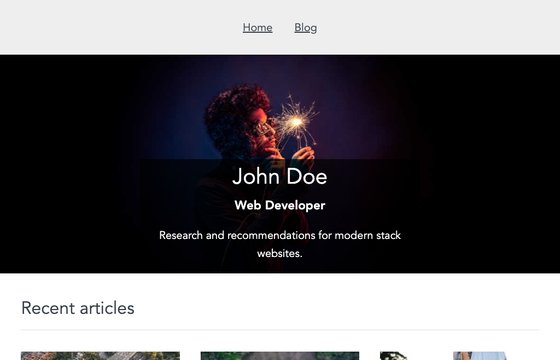 Home Blog
John Doe
Web Developer
Research and recommendations for modern stack
websites.
Recent articles